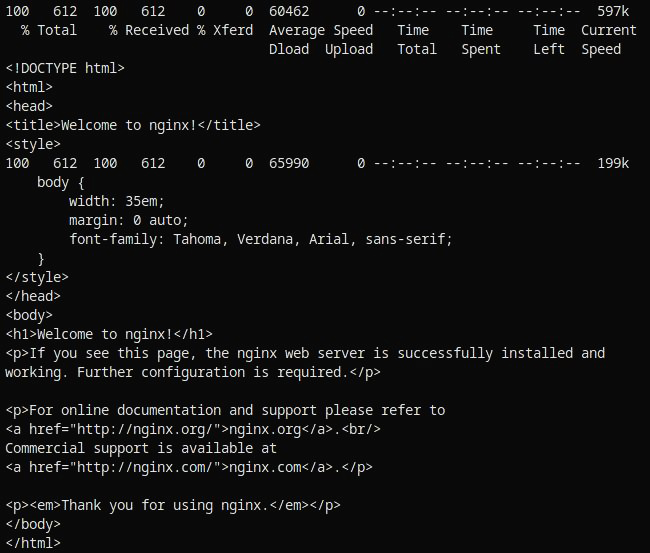 100   612  100   612    0     0  60462      0 --:--:-- --:--:-- --:--:--  597k
  % Total    % Received % Xferd  Average Speed   Time    Time     Time  Current
                                 Dload  Upload   Total   Spent    Left  Speed
<!DOCTYPE html>
<html>
<head>
<title>Welcome to nginx!</title>
<style>
100   612  100   612    0     0  65990      0 --:--:-- --:--:-- --:--:--  199k
    body {
        width: 35em;
        margin: 0 auto;
        font-family: Tahoma, Verdana, Arial, sans-serif;
    }
</style>
</head>
<body>
<h1>Welcome to nginx!</h1>
<p>If you see this page, the nginx web server is successfully installed and
working. Further configuration is required.</p>

<p>For online documentation and support please refer to
<a href="http://nginx.org/">nginx.org</a>.<br/>
Commercial support is available at
<a href="http://nginx.com/">nginx.com</a>.</p>

<p><em>Thank you for using nginx.</em></p>
</body>
</html>